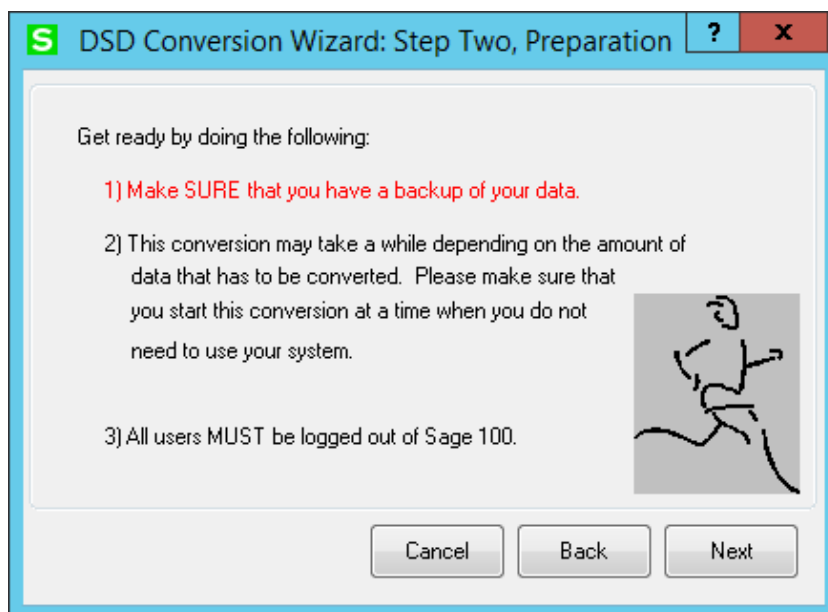 S DSD Conversion Wizard: Step Two, Preparation ? x
Get ready by doing the following:
1) Make SURE that you have a backup of your data.
2) This conversion may take a while depending on the amount of
data that has to be converted.  Please make sure that
you start this conversion at a time when you do not
need to use your system.
3) All users MUST be logged out of Sage 100.
Cancel Back Next